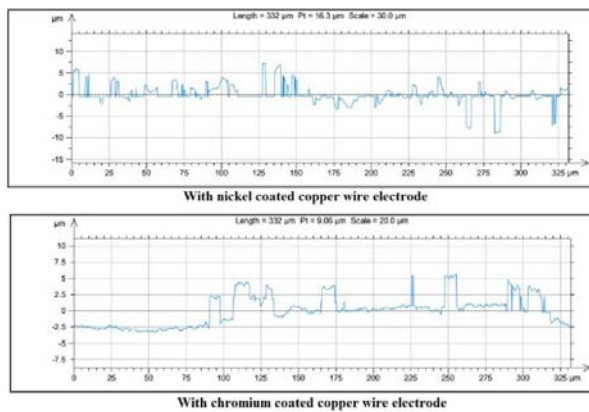 µm Length = 332 µm Pt = 16.3 µm Scale = 30.0 µm
10
5
0
-5
-10
-15
0 25 50 75 100 125 150 175 200 225 250 275 300 325 µm
With nickel coated copper wire electrode
µm Length = 332 µm Pt = 9.06 µm Scale = 20.0 µm
10
7.5
5
2.5
0
-2.5
-5
-7.5
0 25 50 75 100 125 150 175 200 225 250 275 300 325 µm
With chromium coated copper wire electrode